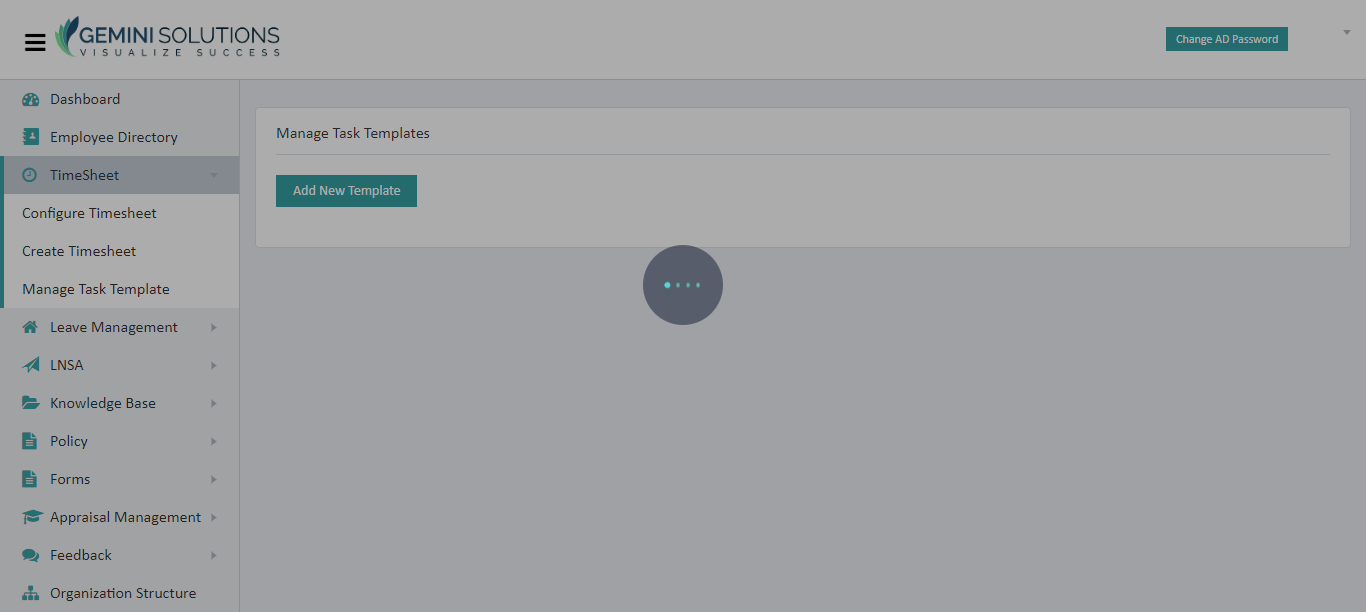 GEMINI SOLUTIONS
VISUALIZE SUCCESS
Change AD Password
Dashboard
Employee Directory
TimeSheet
Configure Timesheet
Create Timesheet
Manage Task Template
Leave Management
LNSA
Knowledge Base
Policy
Forms
Appraisal Management
Feedback
Organization Structure
Manage Task Templates
Add New Template